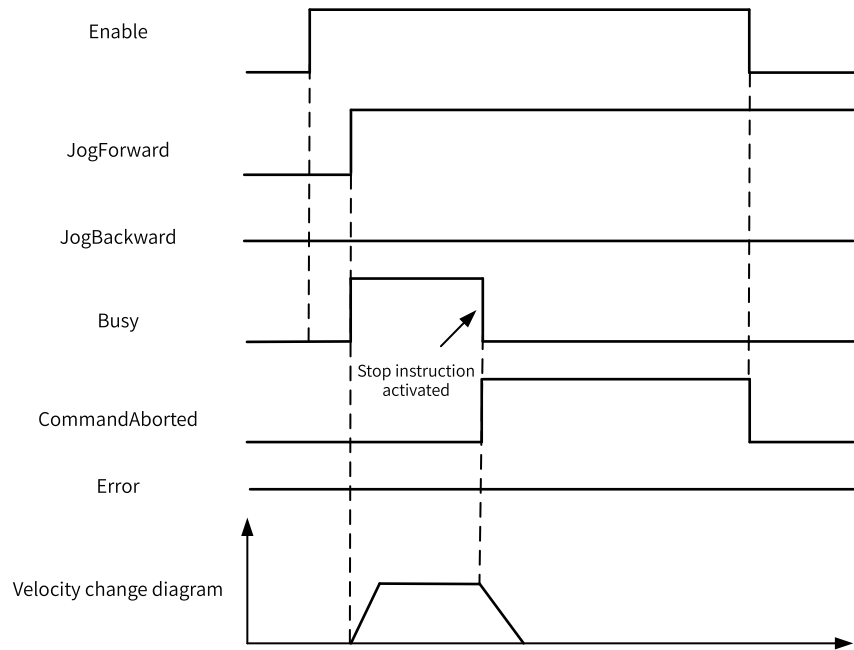 Enable
JogForward
JogBackward
Busy
Stop instruction
activated
CommandAborted
Error
Velocity change diagram